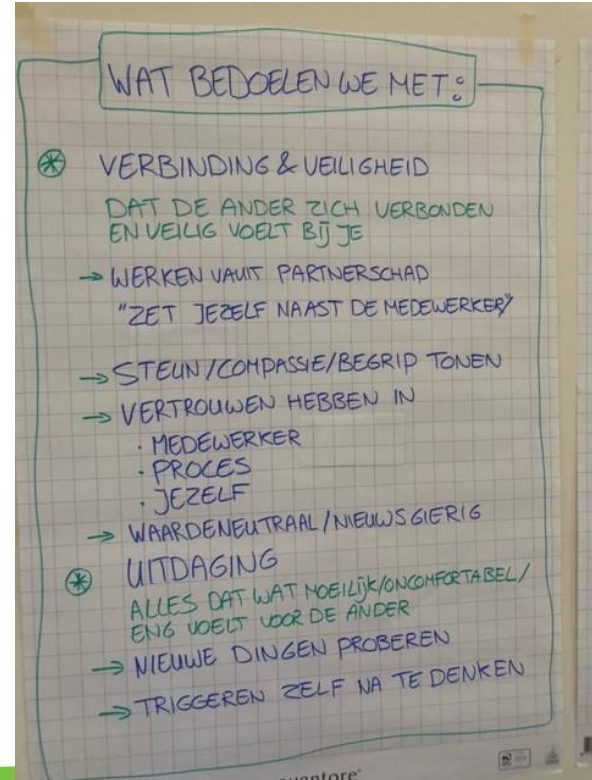 WAT BEDOELEN WE MET:
VERBINDING & VEILIGHEID
DAT DE ANDER ZICH VERBONDEN
EN VEILIG VOELT BIJ JE
→ WERKEN VAUIT PARTNERSCHAD
"ZET JEZELF NAAST DE MEDEWERKER"
→ STEUN/COMPASSIE/BEGRIP TONEN
→ VERTROUWEN HEBBEN IN
· MEDEWERKER
· PROCES
· JEZELF
→ WAARDENEUTRAAL/NIEUWSGIERIG
UITDAGING
ALLES DAT WAT MOEILIJK/ONCOMFORTABEL/
ENG VOELT VOOR DE ANDER
→ NIEUWE DINGEN PROBEREN
→ TRIGGEREN ZELF NA TE DENKEN